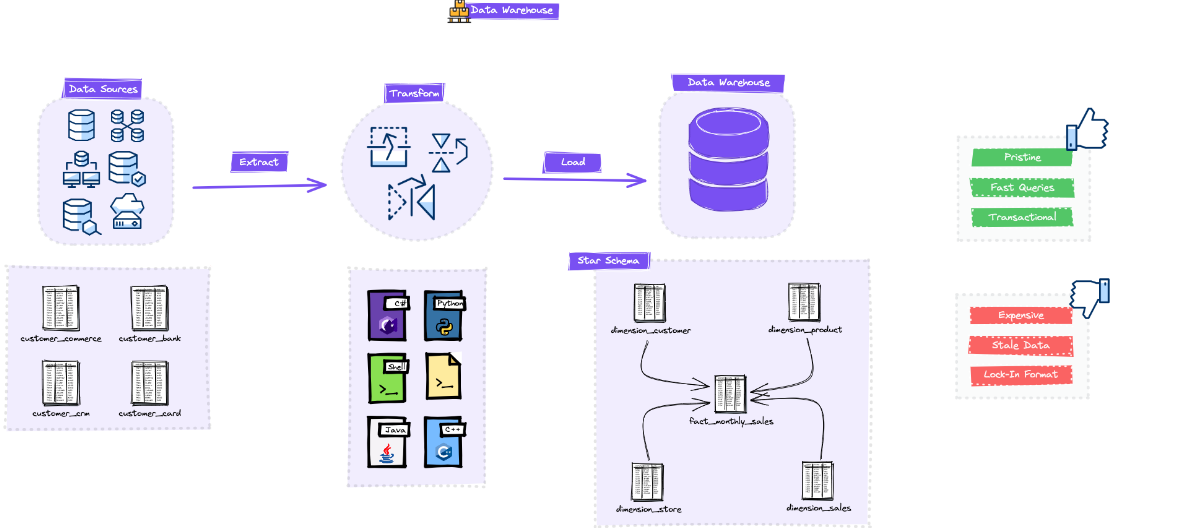 Data Warehouse
Data Sources
Extract
Transform
Load
Data Warehouse
customer_commerce
customer_bank
customer_crm
customer_card
C#
Python
Shell
Java
C++
Star Schema
dimension_customer
dimension_product
fact_monthly_sales
dimension_store
dimension_sales
Pristine
Fast Queries
Transactional
Expensive
Stale Data
Lock-In Format